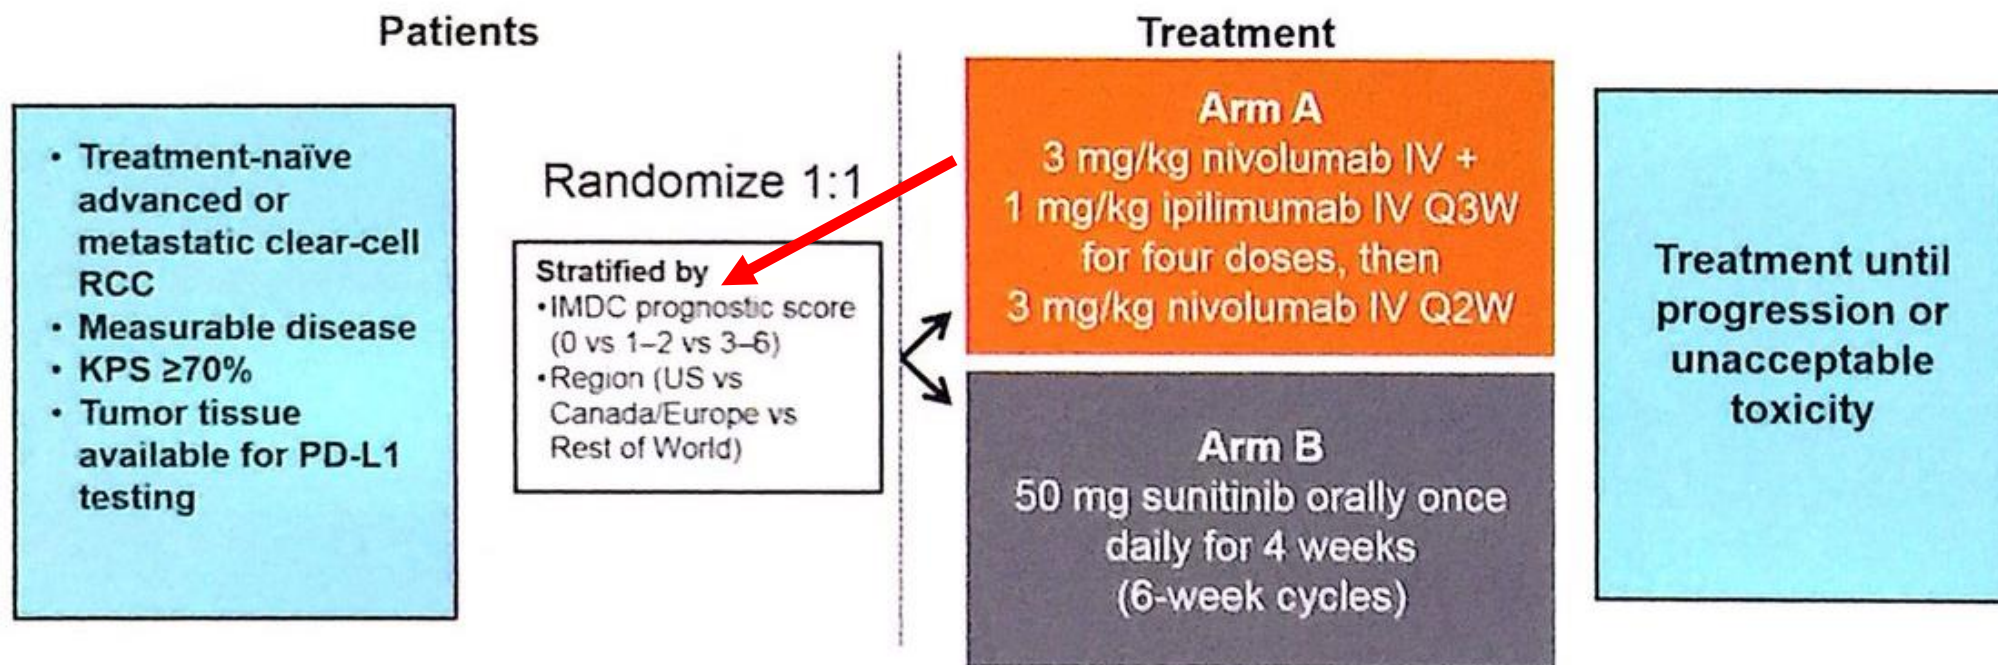 Patients
• Treatment-naïve
advanced or
metastatic clear-cell
RCC
• Measurable disease
• KPS ≥70%
• Tumor tissue
available for PD-L1
testing
Randomize 1:1
Stratified by
•IMDC prognostic score
(0 vs 1–2 vs 3–6)
•Region (US vs
Canada/Europe vs
Rest of World)
Treatment
Arm A
3 mg/kg nivolumab IV +
1 mg/kg ipilimumab IV Q3W
for four doses, then
3 mg/kg nivolumab IV Q2W
Arm B
50 mg sunitinib orally once
daily for 4 weeks
(6-week cycles)
Treatment until
progression or
unacceptable
toxicity